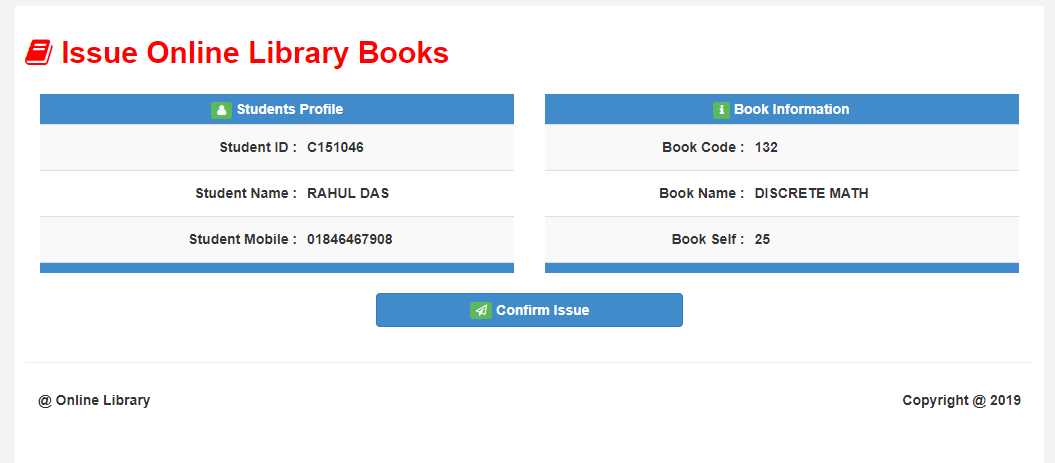 Issue Online Library Books
Students Profile
Student ID : C151046
Student Name : RAHUL DAS
Student Mobile : 01846467908
Book Information
Book Code : 132
Book Name : DISCRETE MATH
Book Self : 25
Confirm Issue
@ Online Library
Copyright @ 2019